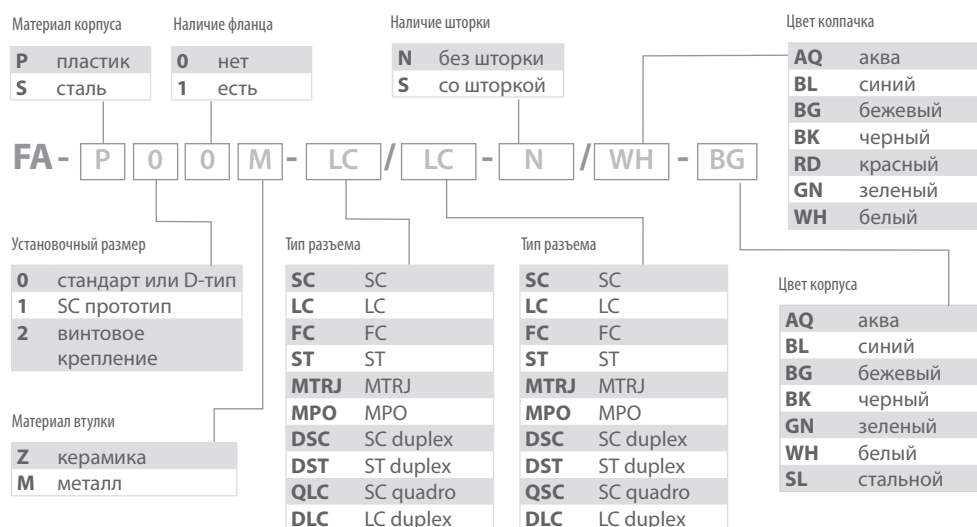 Материал корпуса
P пластик
S сталь
Наличие фланца
0 нет
1 есть
Наличие шторки
N без шторки
S со шторкой
Цвет колпачка
AQ аква
BL синий
BG бежевый
BK черный
RD красный
GN зеленый
WH белый
FA - P 0 0 M - LC / LC - N / WH - BG
Установочный размер
0 стандарт или D-тип
1 SC прототип
2 винтовое
крепление
Материал втулки
Z керамика
M металл
Тип разъема
SC SC
LC LC
FC FC
ST ST
MTRJ MTRJ
MPO MPO
DSC SC duplex
DST ST duplex
QLC SC quadro
DLC LC duplex
Тип разъема
SC SC
LC LC
FC FC
ST ST
MTRJ MTRJ
MPO MPO
DSC SC duplex
DST ST duplex
QSC SC quadro
DLC LC duplex
Цвет корпуса
AQ аква
BL синий
BG бежевый
BK черный
GN зеленый
WH белый
SL стальной